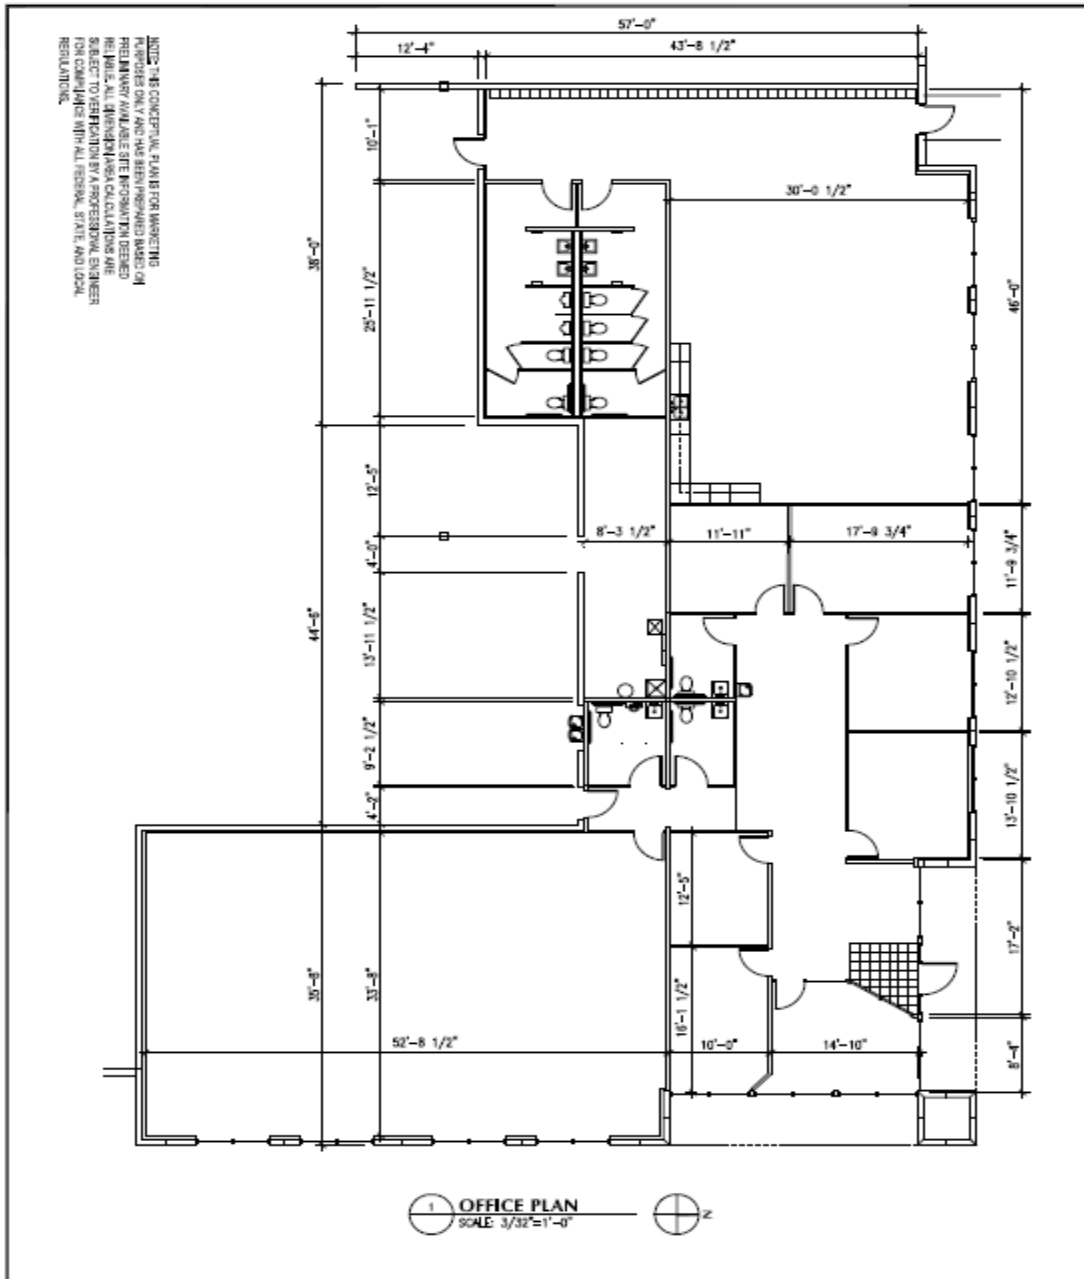 NOTE: THIS CONCEPTUAL PLAN IS FOR MARKETING
PURPOSES ONLY AND HAS BEEN PREPARED BASED ON
PRELIMINARY AVAILABLE SITE INFORMATION DEEMED
RELIABLE. ALL DIMENSION/AREA CALCULATIONS ARE
SUBJECT TO VERIFICATION BY A PROFESSIONAL ENGINEER
FOR COMPLIANCE WITH ALL FEDERAL, STATE, AND LOCAL
REGULATIONS.
57'-0"
12'-4"
43'-8 1/2"
10'-1"
30'-0 1/2"
25'-11 1/2"
46'-0"
12'-5"
8'-3 1/2"
11'-11"
17'-9 3/4"
4'-0"
11'-9 3/4"
13'-11 1/2"
12'-10 1/2"
9'-2 1/2"
4'-2"
13'-10 1/2"
12'-5"
17'-2"
35'-8"
33'-8"
16'-1 1/2"
52'-8 1/2"
10'-0"
14'-10"
8'-4"
1
OFFICE PLAN
SCALE: 3/32"=1'-0"
N